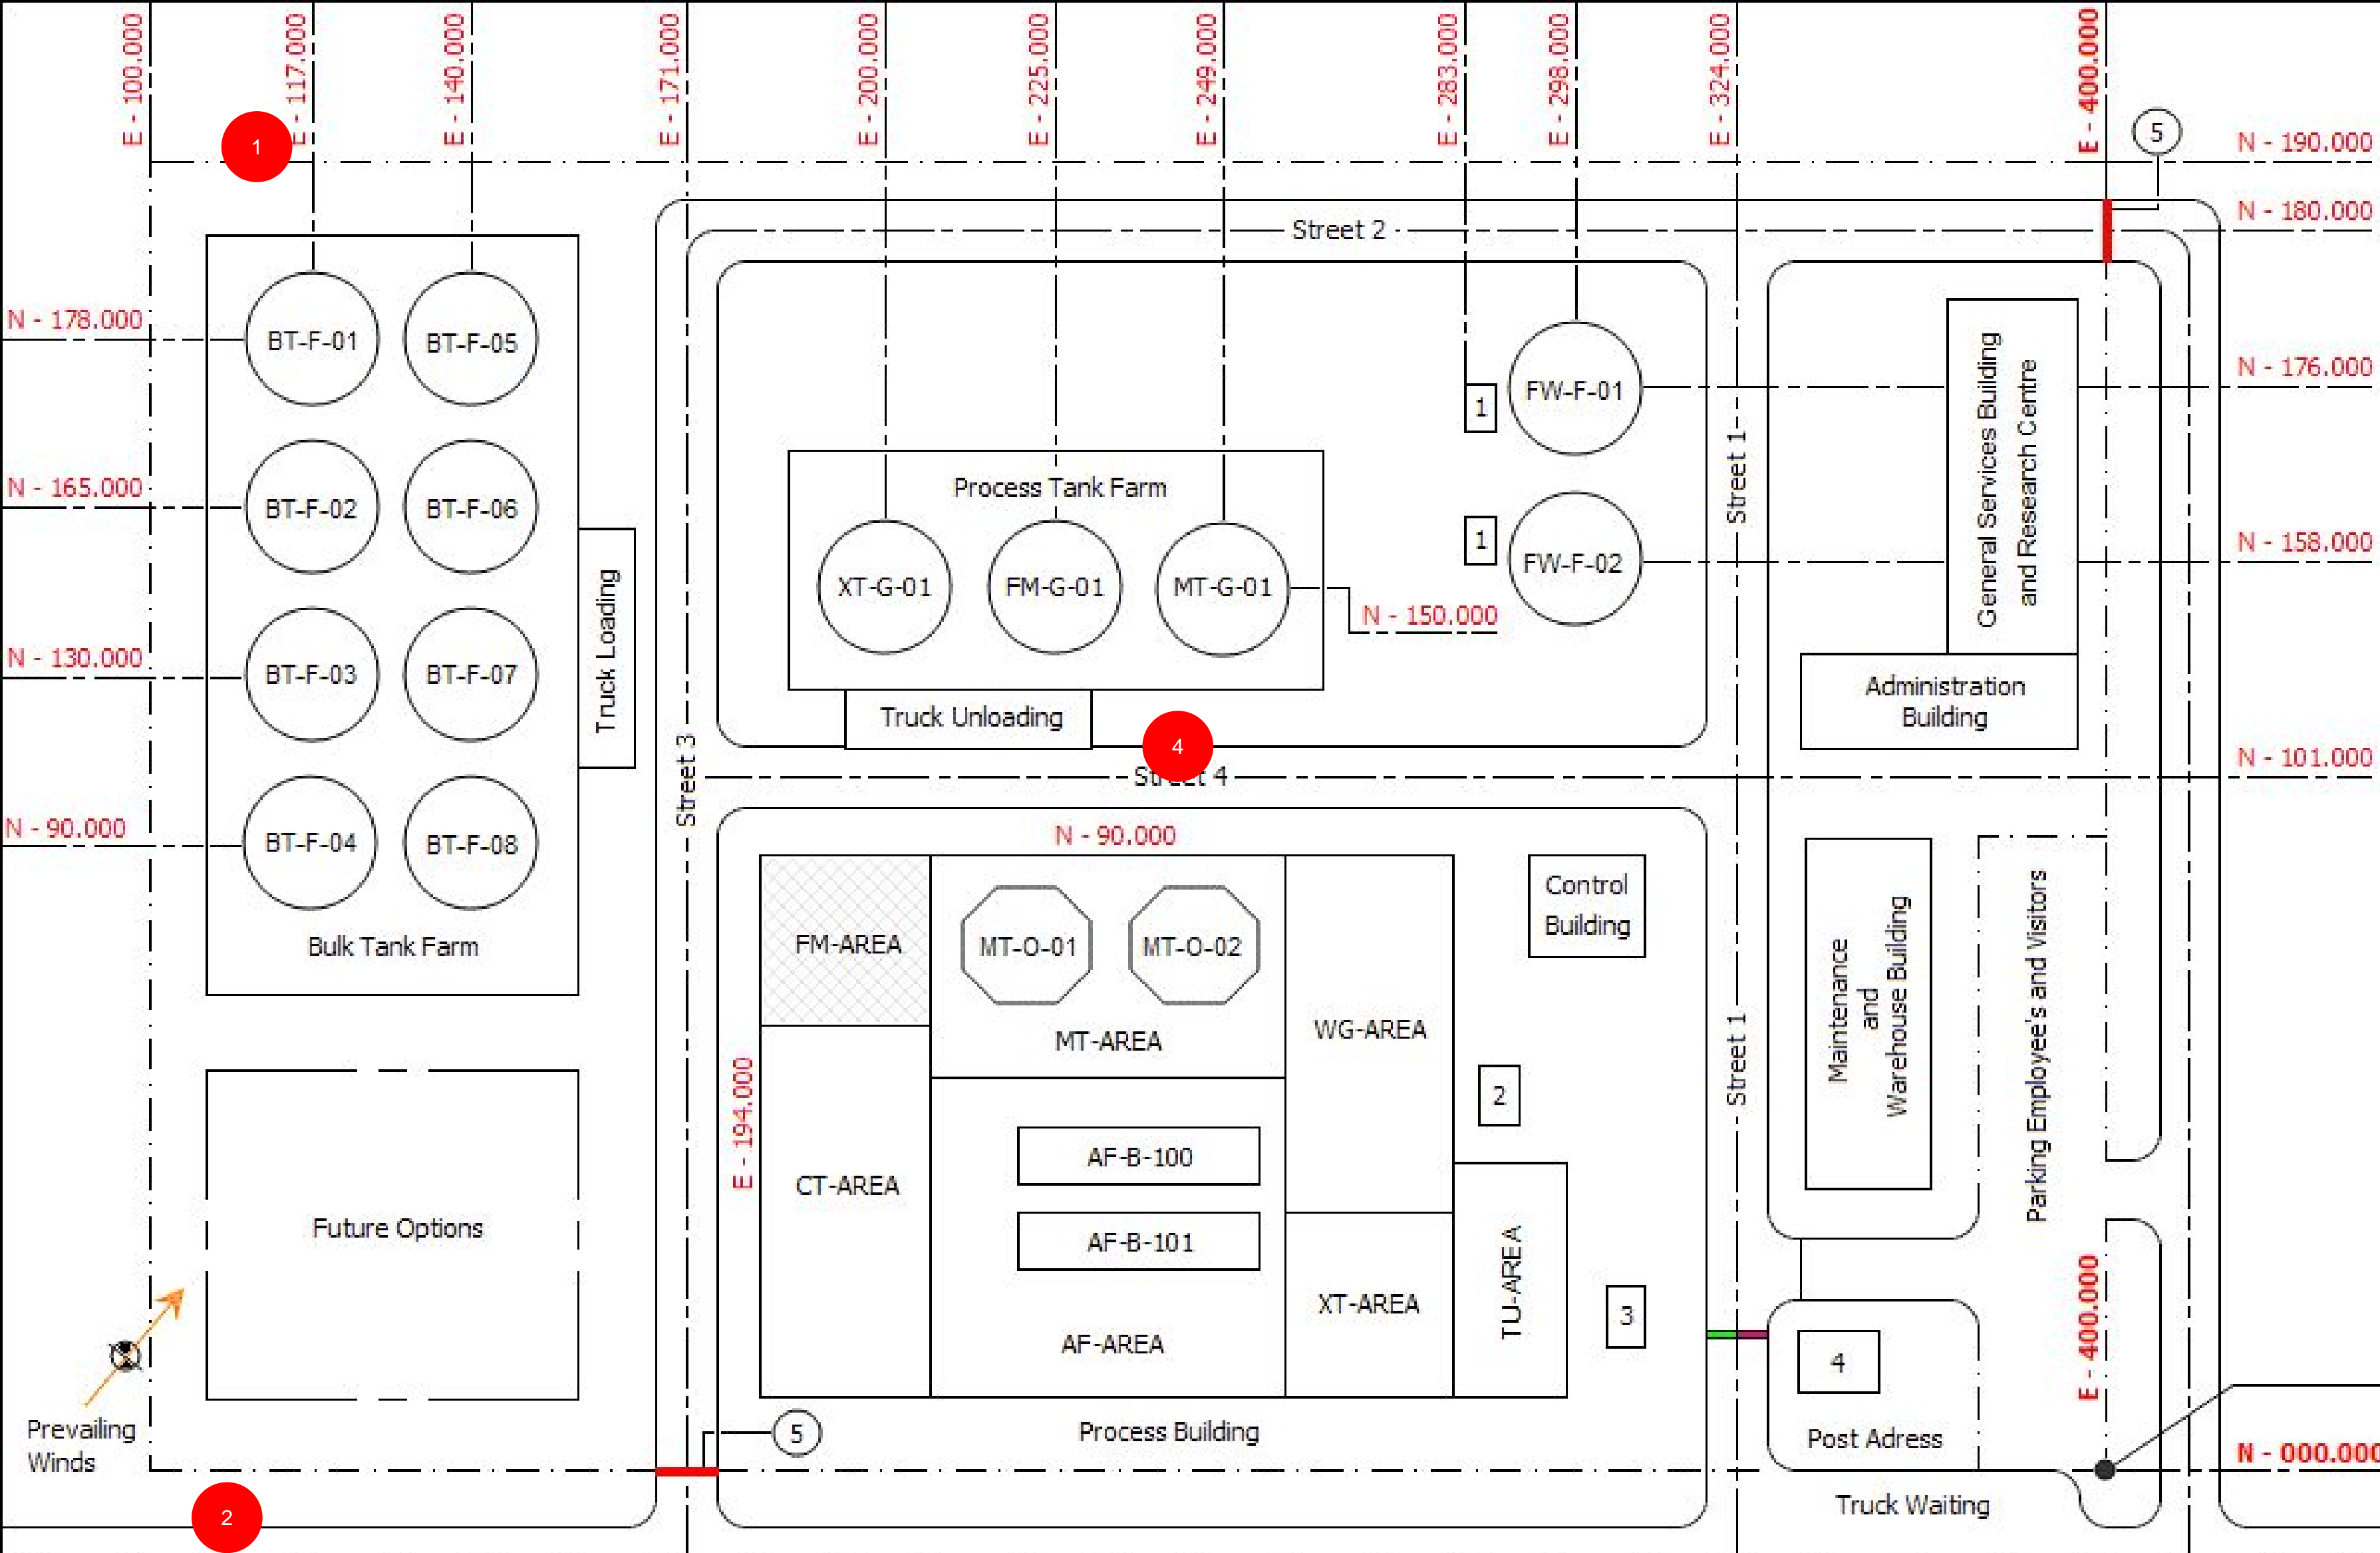 E - 100.000
E - 117.000
E - 140.000
E - 171.000
E - 200.000
E - 225.000
E - 249.000
E - 283.000
E - 298.000
E - 324.000
E - 400.000
1
5
N - 190.000
N - 180.000
Street 2
N - 178.000
BT-F-01
BT-F-05
1
FW-F-01
N - 176.000
General Services Building
and Research Centre
Street 1
Process Tank Farm
N - 165.000
BT-F-02
BT-F-06
1
FW-F-02
N - 158.000
XT-G-01
FM-G-01
MT-G-01
N - 150.000
Truck Loading
N - 130.000
BT-F-03
BT-F-07
Truck Unloading
4
Administration
Building
Street 3
Street 4
N - 101.000
N - 90.000
BT-F-04
BT-F-08
N - 90.000
Bulk Tank Farm
FM-AREA
MT-O-01
MT-O-02
MT-AREA
WG-AREA
Control
Building
Maintenance
and
Warehouse Building
Parking Employe's and Visitors
Street 1
E - 194.000
2
CT-AREA
AF-B-100
AF-B-101
AF-AREA
XT-AREA
TU-AREA
3
Future Options
4
Post Adress
E - 400.000
Prevailing
Winds
5
Process Building
N - 000.000
2
Truck Waiting